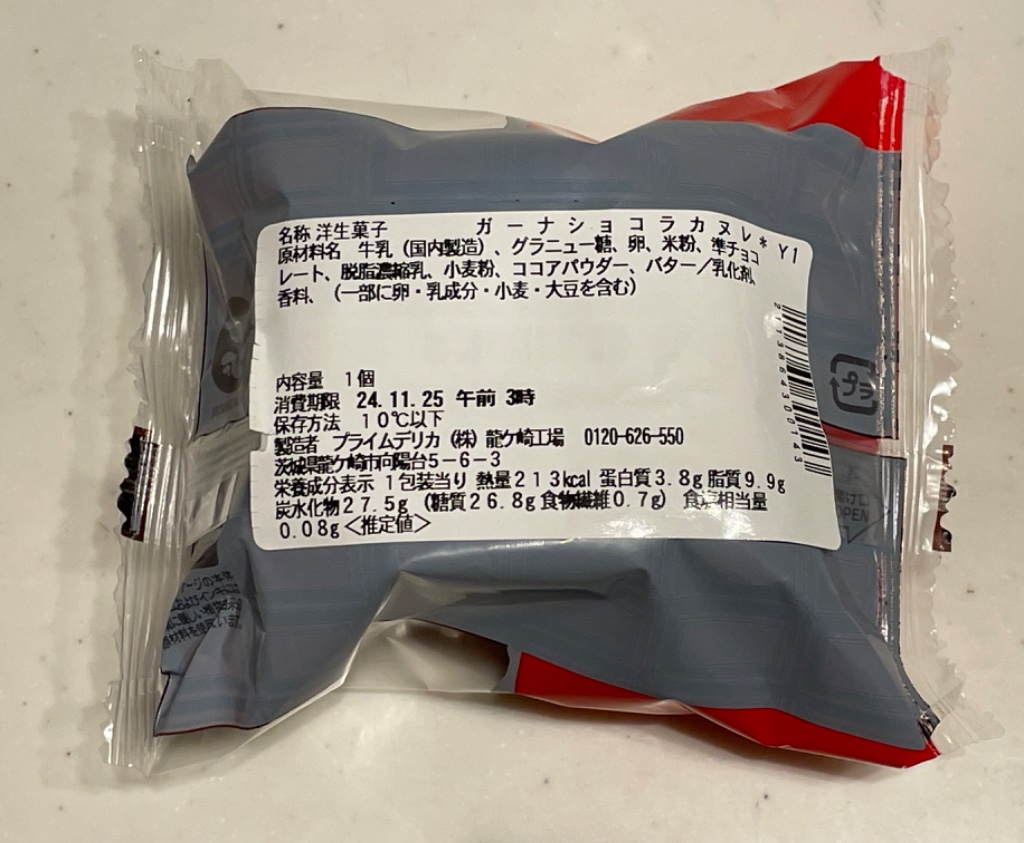 名称 洋生菓子 ガーナショコラカヌレ* Y1
原材料名 牛乳（国内製造）、グラニュー糖、卵、米粉、準チョコ
レート、脱脂濃縮乳、小麦粉、ココアパウダー、バター／乳化剤、
香料、（一部に卵・乳成分・小麦・大豆を含む）
内容量 1個
消費期限 24.11.25 午前 3時
保存方法 10℃以下
製造者 プライムデリカ（株）龍ケ崎工場 0120-626-550
茨城県龍ケ崎市向陽台5-6-3
栄養成分表示 1包装当り 熱量213kcal 蛋白質3.8g 脂質9.9g
炭水化物27.5g（糖質26.8g 食物繊維0.7g） 食塩相当量
0.08g<推定値>
プラ
OPEN